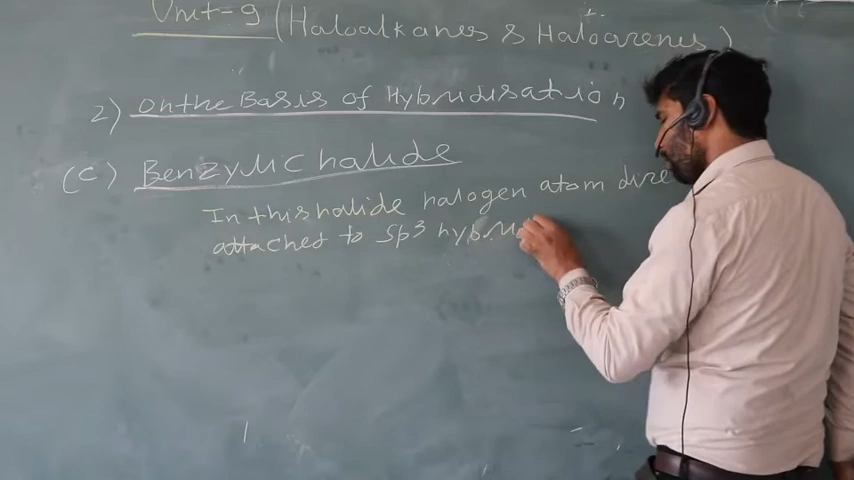 Unit-9 (Haloalkanes & Haloarenes)
2) On the Basis of Hybridisation
(C) Benzylic halide
In this halide halogen atom dire
attached to Sp3 hybri